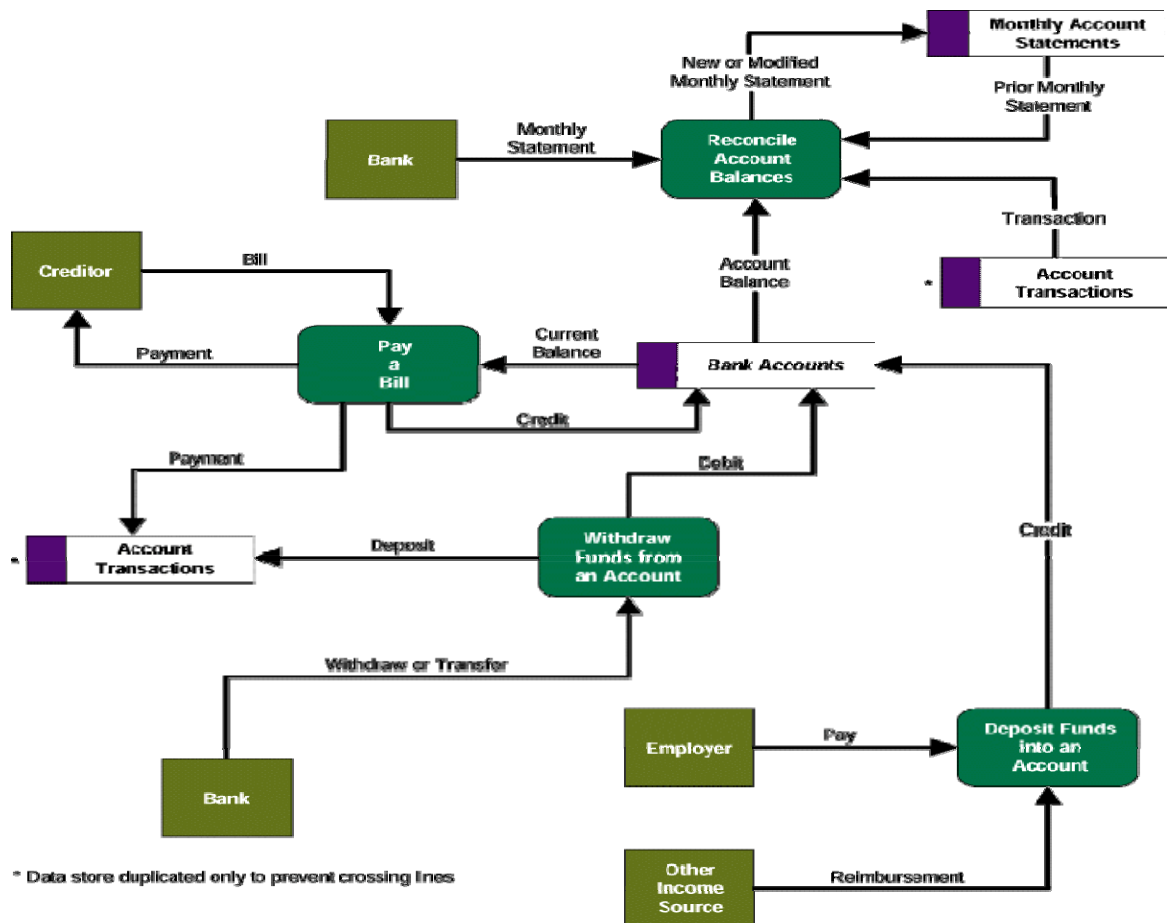 Monthly Account
Statements
New or Modified
Monthly Statement
Prior Monthly
Statement
Monthly
Statement
Bank
Reconcile
Account
Balances
Transaction
Creditor
Bill
Account
Balance
*
Account
Transactions
Payment
Pay
a
Bill
Current
Balance
Bank Accounts
Credit
Payment
Debit
Credit
*
Account
Transactions
Deposit
Withdraw
Funds from
an Account
Withdraw or Transfer
Employer
Pay
Deposit Funds
into an
Account
Bank
* Data store duplicated only to prevent crossing lines
Other
Income
Source
Reimbursement